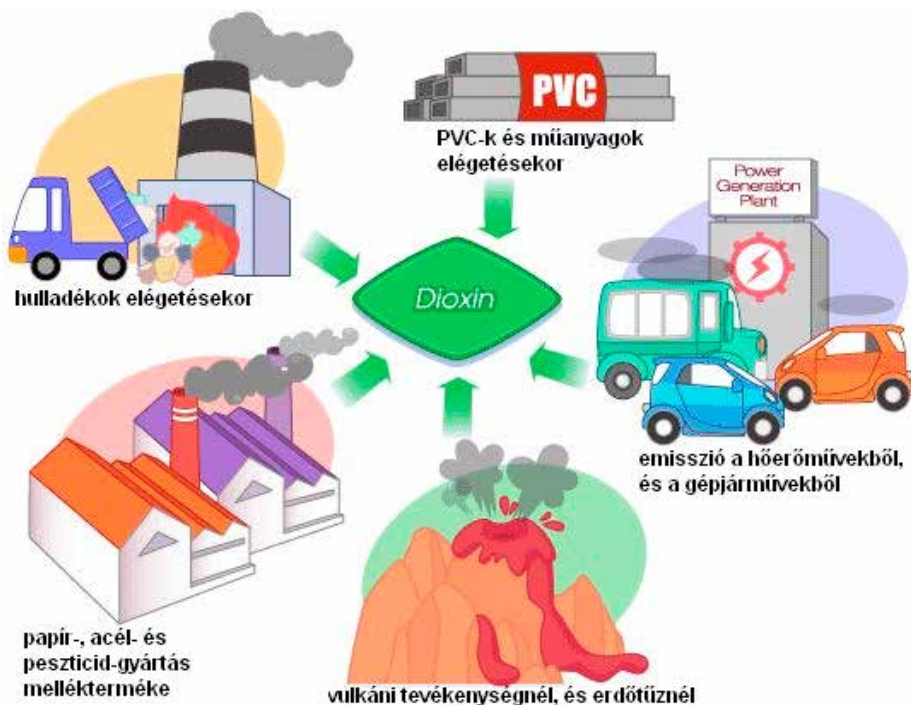 PVC
PVC-k és műanyagok
elégetésekor
Power
Generation
Plant
hulladékok elégetésekor
Dioxin
emisszió a hőerőművekből,
és a gépjárművekből
papír-, acél- és
peszticid-gyártás
mellékterméke
vulkáni tevékenységnél, és erdőtűznél